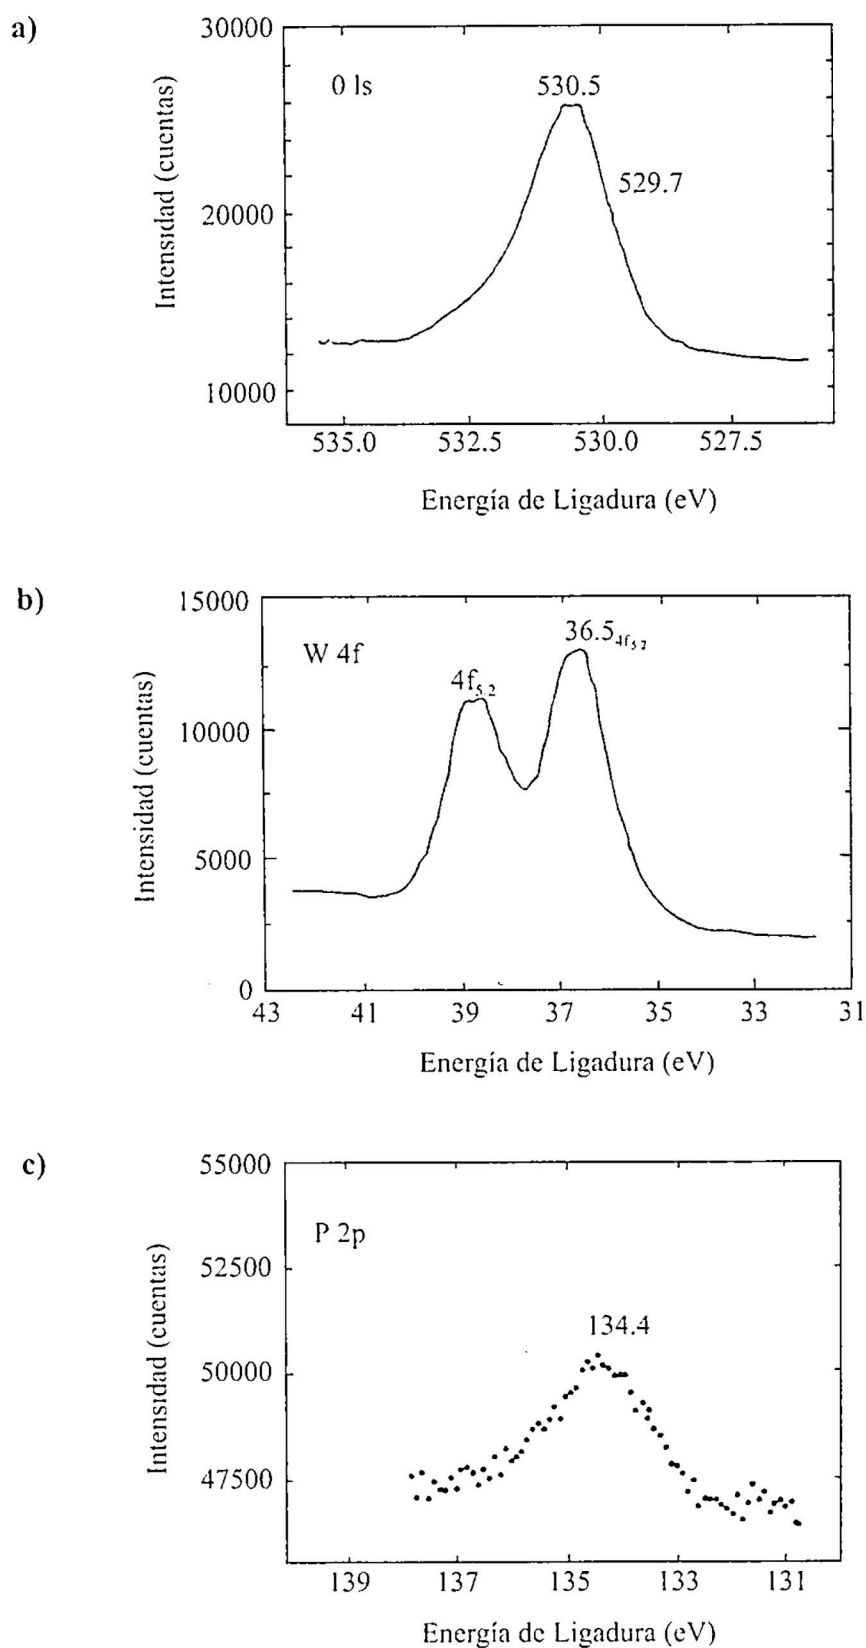 a)
30000
O 1s
530.5
529.7
20000
10000
Intensidad (cuentas)
535.0 532.5 530.0 527.5
Energía de Ligadura (eV)
b)
15000
W 4f
4f5.2
36.5 4f5.7
10000
5000
0
Intensidad (cuentas)
43 41 39 37 35 33 31
Energía de Ligadura (eV)
c)
55000
P 2p
52500
134.4
50000
47500
Intensidad (cuentas)
139 137 135 133 131
Energía de Ligadura (eV)